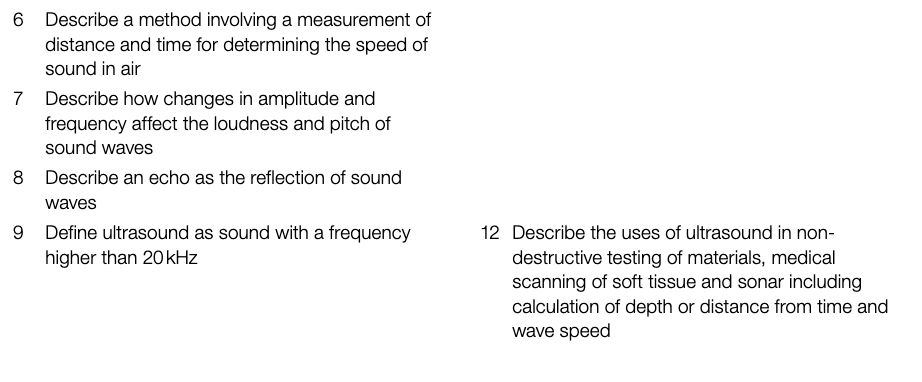 6 Describe a method involving a measurement of
distance and time for determining the speed of
sound in air
7 Describe how changes in amplitude and
frequency affect the loudness and pitch of
sound waves
8 Describe an echo as the reflection of sound
waves
9 Define ultrasound as sound with a frequency
higher than 20 kHz
12 Describe the uses of ultrasound in non-
destructive testing of materials, medical
scanning of soft tissue and sonar including
calculation of depth or distance from time and
wave speed